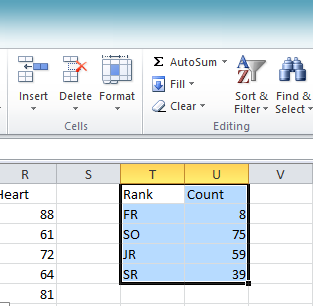 Σ AutoSum
Fill
Clear
Insert Delete Format
Sort & Filter
Find & Select
Cells Editing
R S T U V
Heart Rank Count
88 FR 8
61 SO 75
72 JR 59
64 SR 39
81